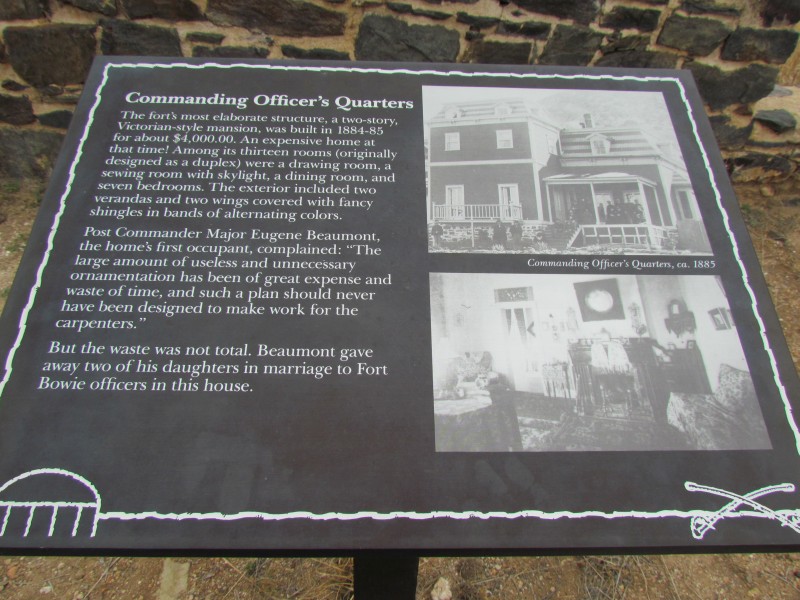 Commanding Officer's Quarters
The fort's most elaborate structure, a two-story,
Victorian-style mansion, was built in 1884-85
for about $4,000.00. An expensive home at
that time! Among its thirteen rooms (originally
designed as a duplex) were a drawing room, a
sewing room with skylight, a dining room, and
seven bedrooms. The exterior included two
verandas and two wings covered with fancy
shingles in bands of alternating colors.
Post Commander Major Eugene Beaumont,
the home's first occupant, complained: "The
large amount of useless and unnecessary
ornamentation has been of great expense and
waste of time, and such a plan should never
have been designed to make work for the
carpenters."
But the waste was not total. Beaumont gave
away two of his daughters in marriage to Fort
Bowie officers in this house.
Commanding Officer's Quarters, ca. 1885